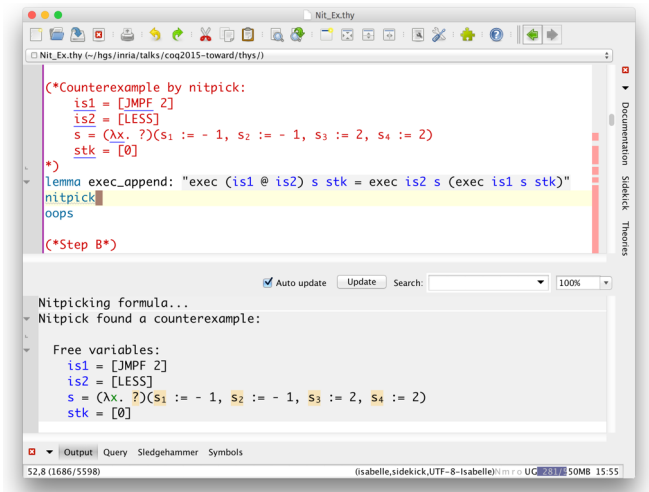 Nit_Ex.thy
Nit_Ex.thy (~/hgs/inria/talks/coq2015-toward/thys/)
(*Counterexample by nitpick:
is1 = [JMPF 2]
is2 = [LESS]
s = (λx. ?)(s₁ := - 1, s₂ := - 1, s₃ := 2, s₄ := 2)
stk = [0]
*)
lemma exec_append: "exec (is1 @ is2) s stk = exec is2 s (exec is1 s stk)"
nitpick
oops
(*Step B*)
Documentation
Sidekick
Theories
Auto update
Update
Search:
100%
Nitpicking formula...
Nitpick found a counterexample:
Free variables:
is1 = [JMPF 2]
is2 = [LESS]
s = (λx. ?)(s₁ := - 1, s₂ := - 1, s₃ := 2, s₄ := 2)
stk = [0]
Output Query Sledgehammer Symbols
52,8 (1686/5598) (isabelle,sidekick,UTF-8-Isabelle)Nmro UG 281/550MB 15:55